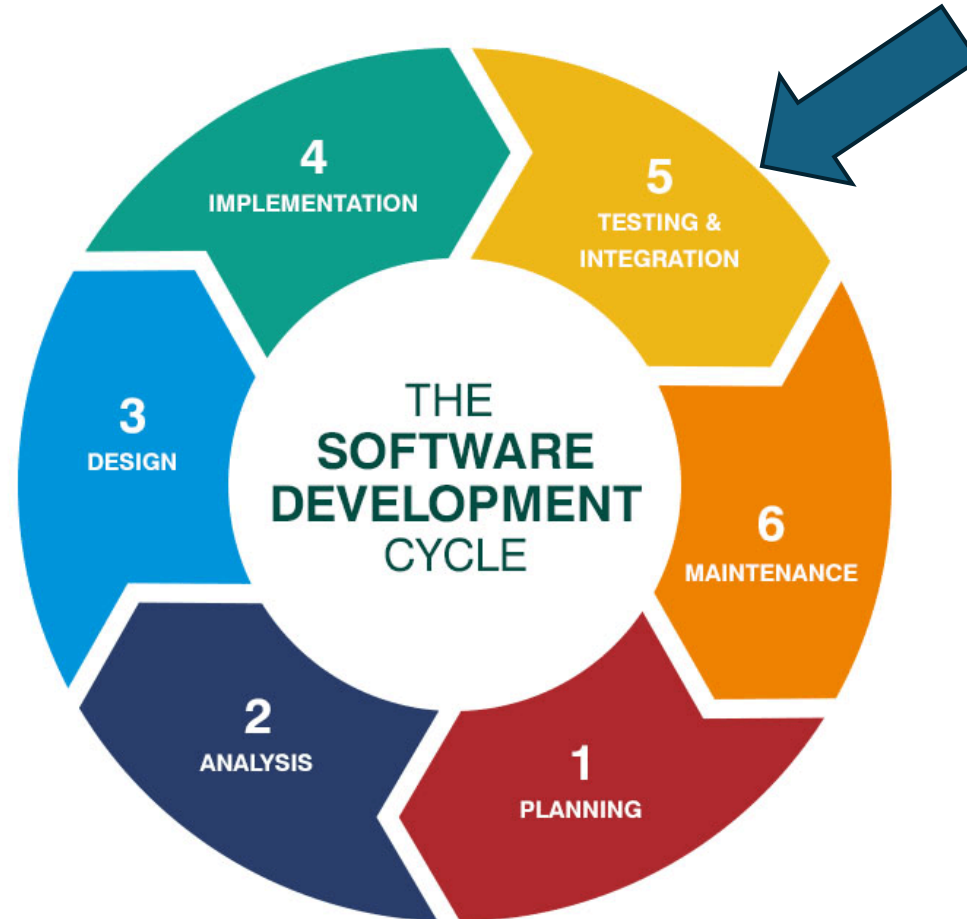 4
IMPLEMENTATION
5
TESTING &
INTEGRATION
3
DESIGN
THE
SOFTWARE
DEVELOPMENT
CYCLE
6
MAINTENANCE
2
ANALYSIS
1
PLANNING